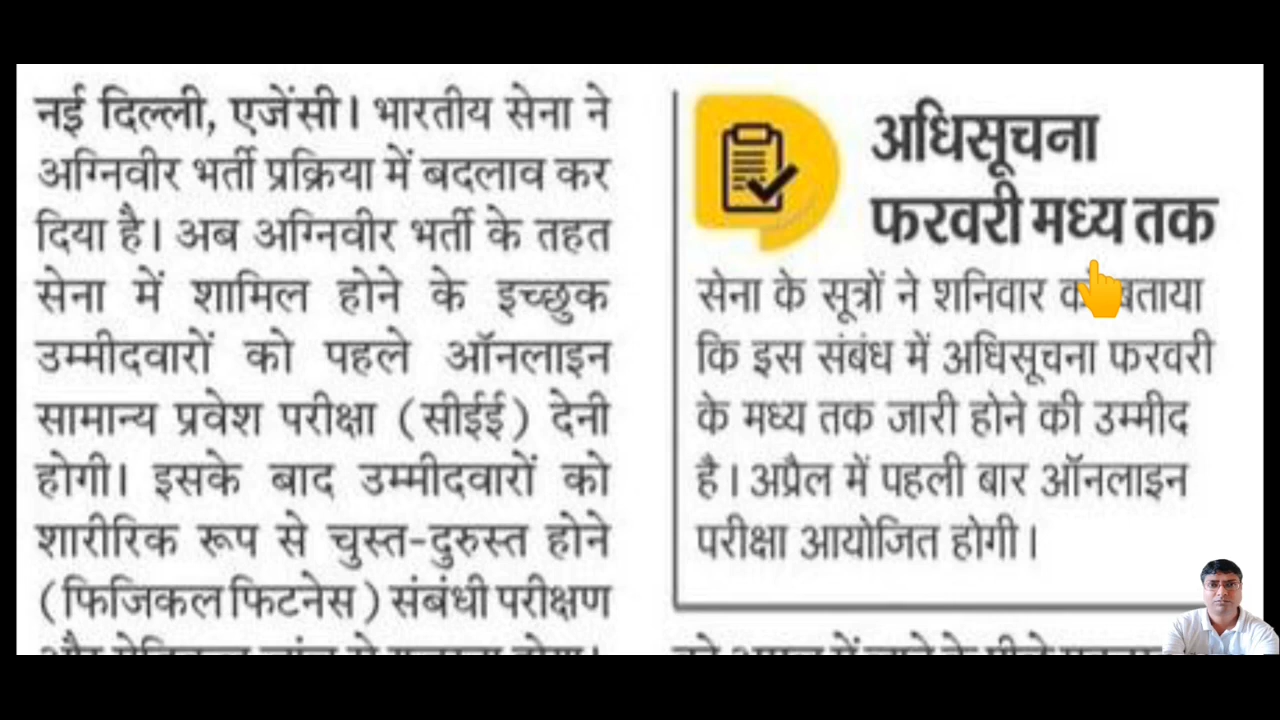 नई दिल्ली, एजेंसी। भारतीय सेना ने
अग्निवीर भर्ती प्रक्रिया में बदलाव कर
दिया है। अब अग्निवीर भर्ती के तहत
सेना में शामिल होने के इच्छुक
उम्मीदवारों को पहले ऑनलाइन
सामान्य प्रवेश परीक्षा (सीईई) देनी
होगी। इसके बाद उम्मीदवारों को
शारीरिक रूप से चुस्त-दुरुस्त होने
(फिजिकल फिटनेस) संबंधी परीक्षण
अधिसूचना
फरवरी मध्य तक
सेना के सूत्रों ने शनिवार बताया
कि इस संबंध में अधिसूचना फरवरी
के मध्य तक जारी होने की उम्मीद
है। अप्रैल में पहली बार ऑनलाइन
परीक्षा आयोजित होगी।